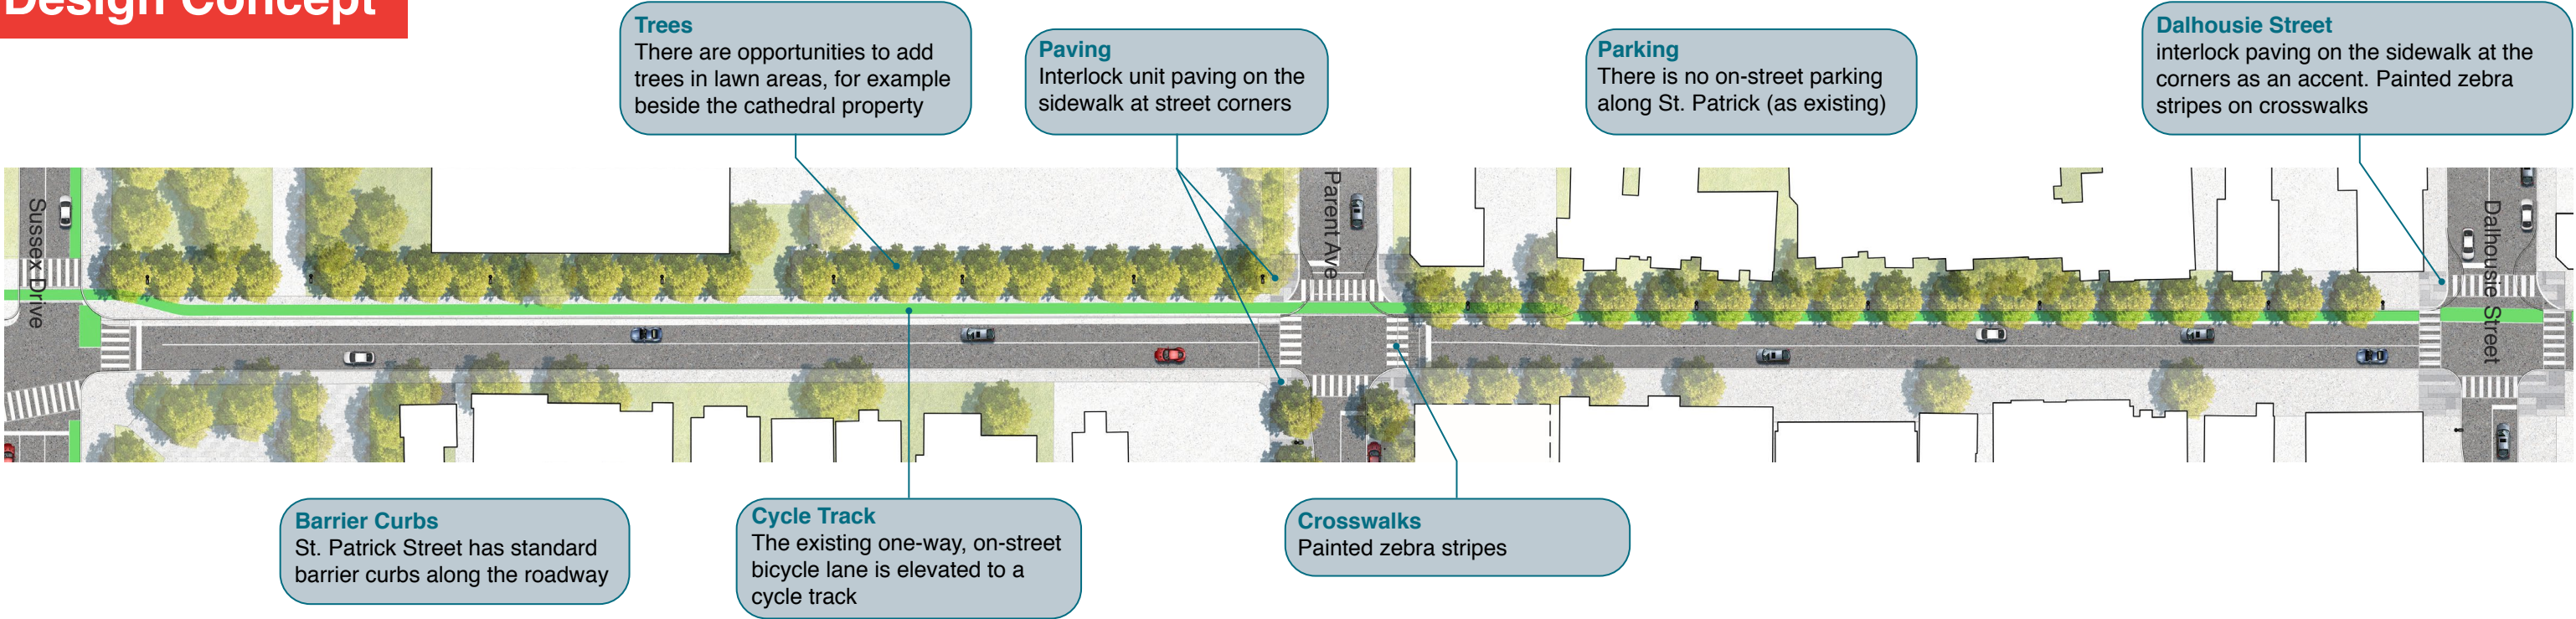 Design Concept
Trees
There are opportunities to add
trees in lawn areas, for example
beside the cathedral property
Paving
Interlock unit paving on the
sidewalk at street corners
Parking
There is no on-street parking
along St. Patrick (as existing)
Dalhousie Street
interlock paving on the sidewalk at the
corners as an accent. Painted zebra
stripes on crosswalks
Sussex Drive
Parent Ave
Dalhousie Street
Barrier Curbs
St. Patrick Street has standard
barrier curbs along the roadway
Cycle Track
The existing one-way, on-street
bicycle lane is elevated to a
cycle track
Crosswalks
Painted zebra stripes